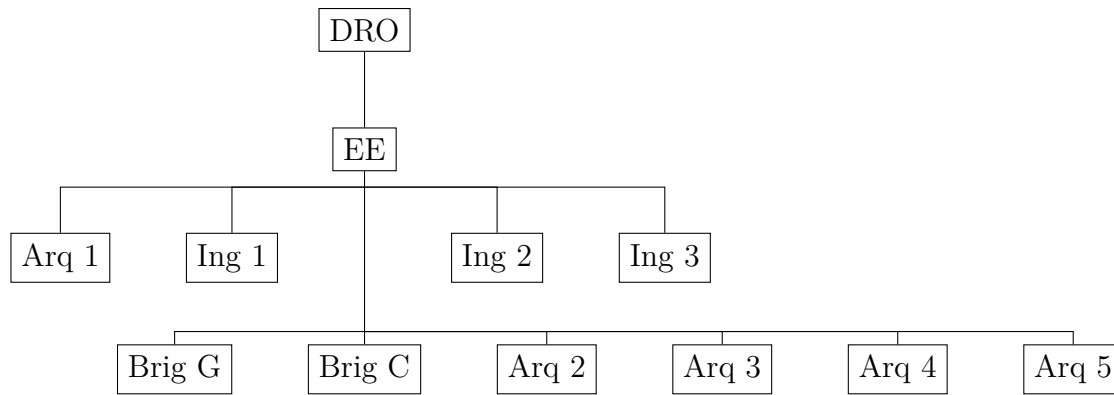 DRO
EE
Arq 1
Ing 1
Ing 2
Ing 3
Brig G
Brig C
Arq 2
Arq 3
Arq 4
Arq 5